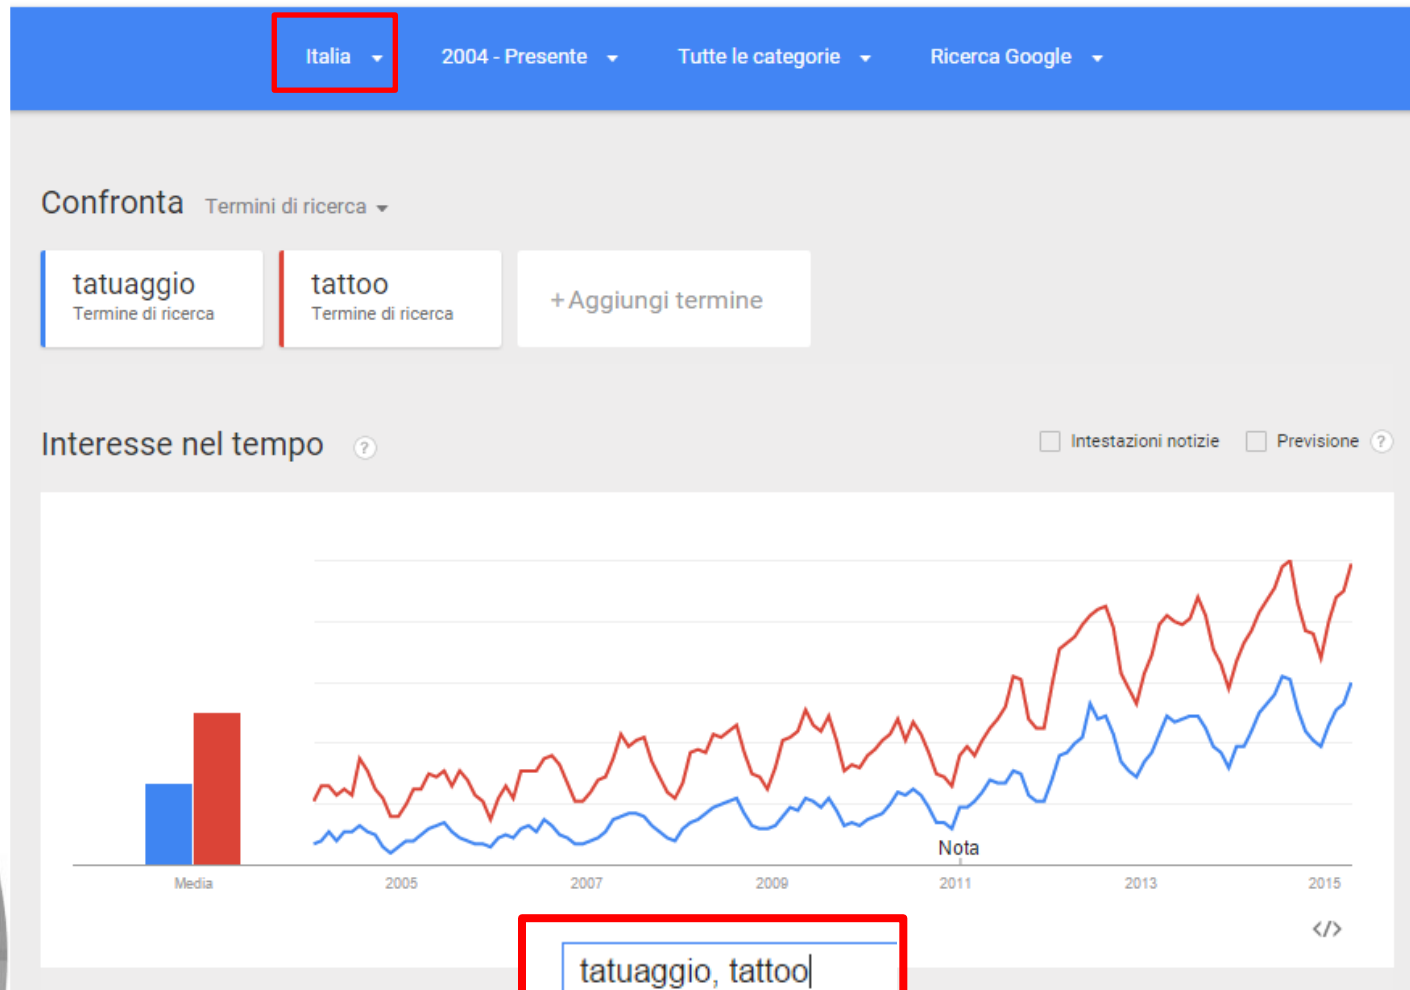 Italia 2004 - Presente Tutte le categorie Ricerca Google
Confronta Termini di ricerca
tatuaggio tattoo +Aggiungi termine
Termine di ricerca Termine di ricerca
Interesse nel tempo ? Intestazioni notizie Previsione ?
Nota
Media 2005 2007 2009 2011 2013 2015
</>
tatuaggio, tattoo